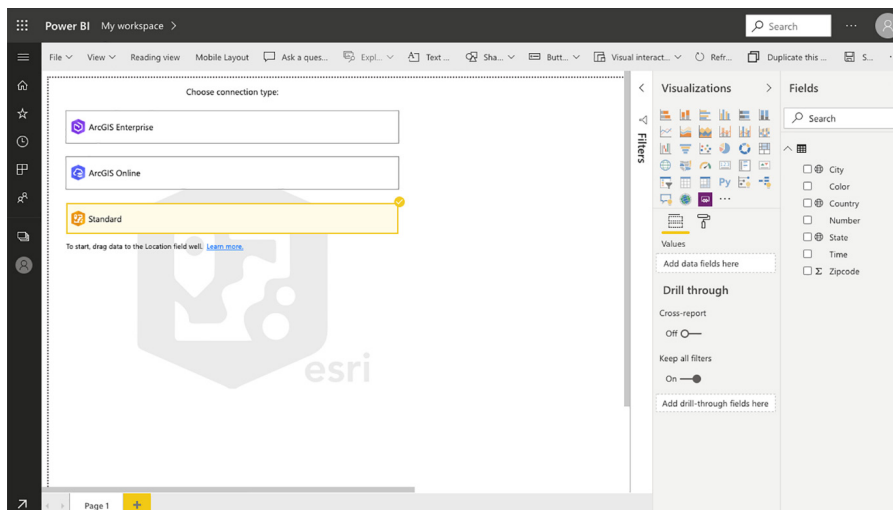 Power BI My workspace >
Search
...
File View Reading view Mobile Layout Ask a ques... Expl... Text ... Sha... Butt... Visual interact... Refr... Duplicate this ... S...
Choose connection type:
ArcGIS Enterprise
ArcGIS Online
Standard
To start, drag data to the Location field well. Learn more.
esri
Filters
Visualizations
Py
...
Values
Add data fields here
Drill through
Cross-report
Off
Keep all filters
On
Add drill-through fields here
Fields
Search
City
Color
Country
Number
State
Time
Σ Zipcode
Page 1
+